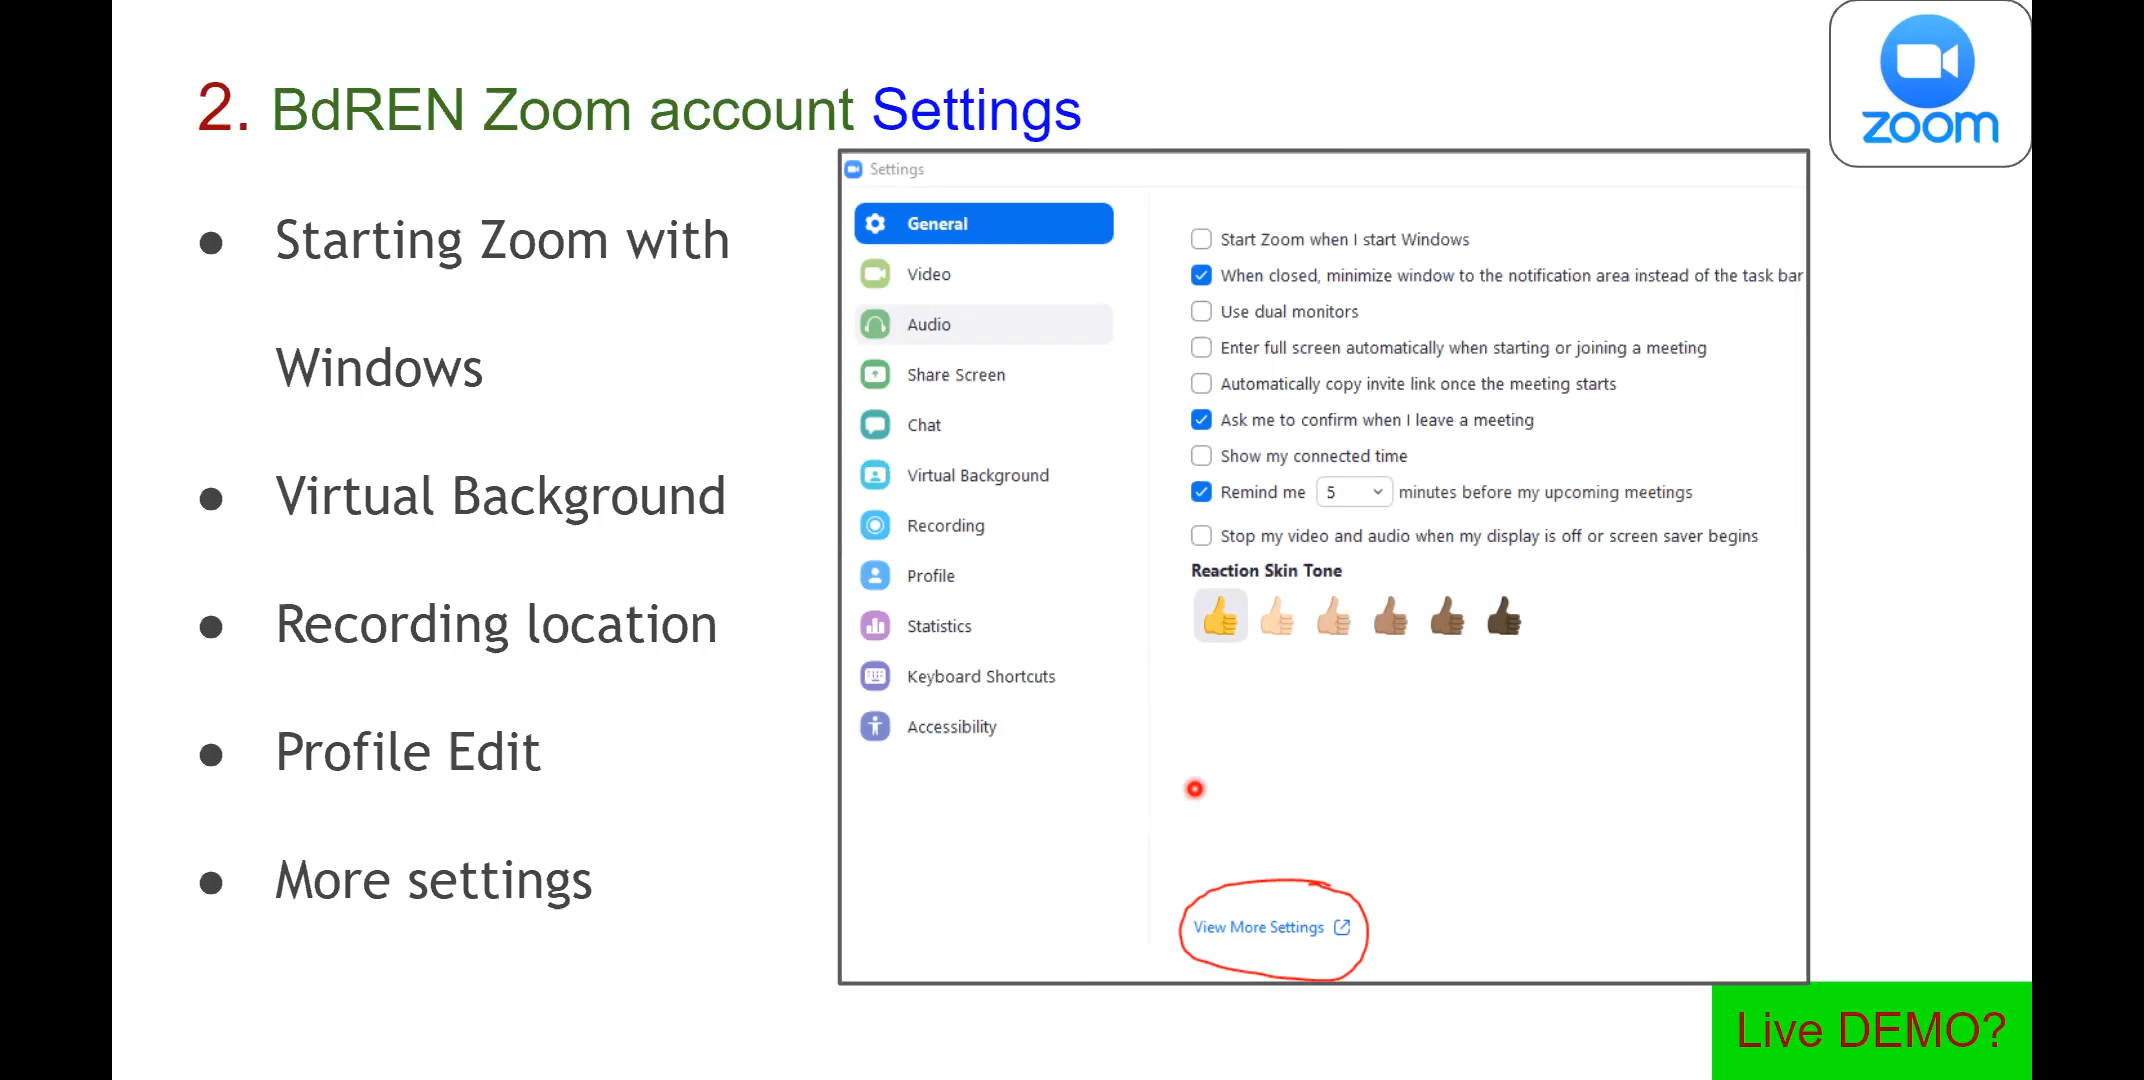 2. BdREN Zoom account Settings
zoom
● Starting Zoom with
Windows
● Virtual Background
● Recording location
● Profile Edit
● More settings
Settings
General
Video
Audio
Share Screen
Chat
Virtual Background
Recording
Profile
Statistics
Keyboard Shortcuts
Accessibility
Start Zoom when I start Windows
When closed, minimize window to the notification area instead of the task bar
Use dual monitors
Enter full screen automatically when starting or joining a meeting
Automatically copy invite link once the meeting starts
Ask me to confirm when I leave a meeting
Show my connected time
Remind me 5 minutes before my upcoming meetings
Stop my video and audio when my display is off or screen saver begins
Reaction Skin Tone
View More Settings
Live DEMO?